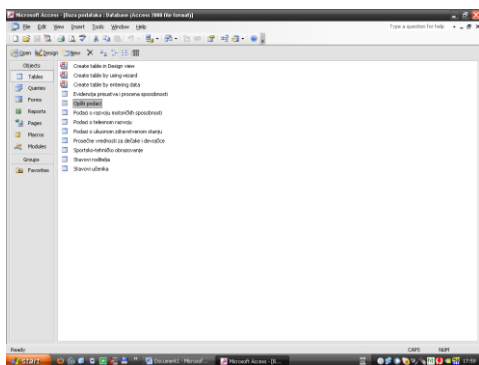 Microsoft Access - [Baza podataka : Database (Access 2000 file format)]
File Edit View Insert Tools Window Help
Type a question for help
Open Design New
Objects
Tables
Queries
Forms
Reports
Pages
Macros
Modules
Groups
Favorites
Create table in Design view
Create table by using wizard
Create table by entering data
Evidencija prisustva i procena sposobnosti
Opšti podaci
Podaci o razvoju motoričkih sposobnosti
Podaci o telesnom razvoju
Podaci o ukupnom zdravstvenom stanju
Prosečne vrednosti za dečake i devojčice
Sportsko-tehničko obrazovanje
Stavovi roditelja
Stavovi učenika
Ready
CAPS NUM
start
Document1 - Microsof...
Microsoft Access - [B...
17:59